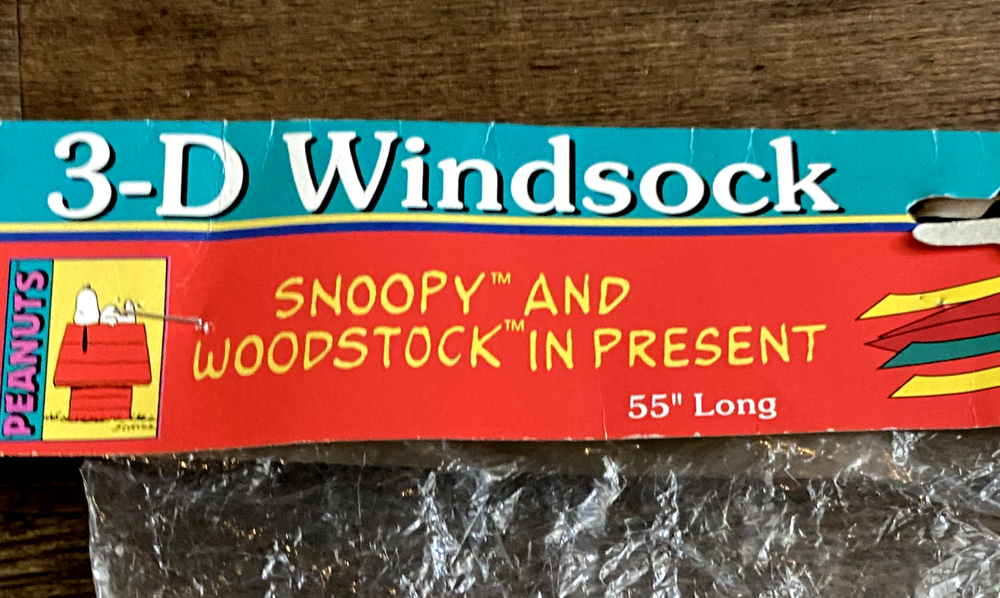 3-D Windsock
PEANUTS
SNOOPY™ AND
WOODSTOCK™ IN PRESENT
55" Long